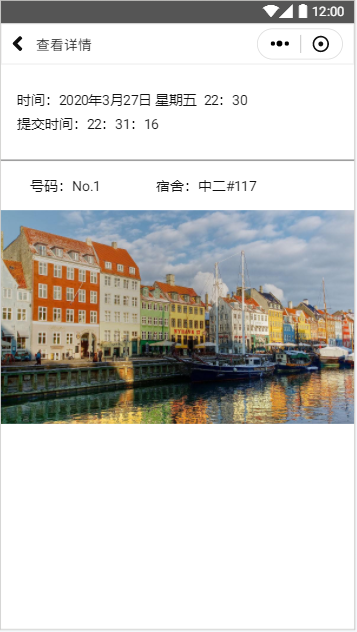 12:00
查看详情
时间：2020年3月27日 星期五 22：30
提交时间：22：31：16
号码：No.1 宿舍：中二#117